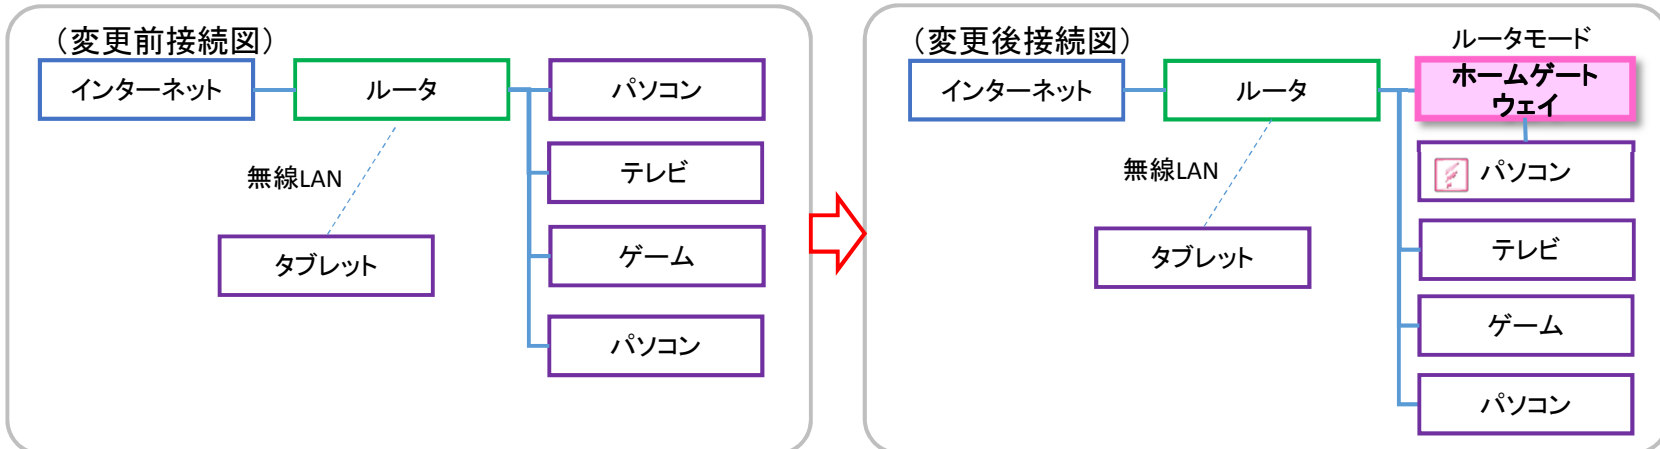 （変更前接続図）
インターネット
ルータ
パソコン
テレビ
無線LAN
ゲーム
タブレット
パソコン
（変更後接続図）
ルータモード
インターネット
ルータ
ホームゲート
ウェイ
無線LAN
パソコン
テレビ
タブレット
ゲーム
パソコン